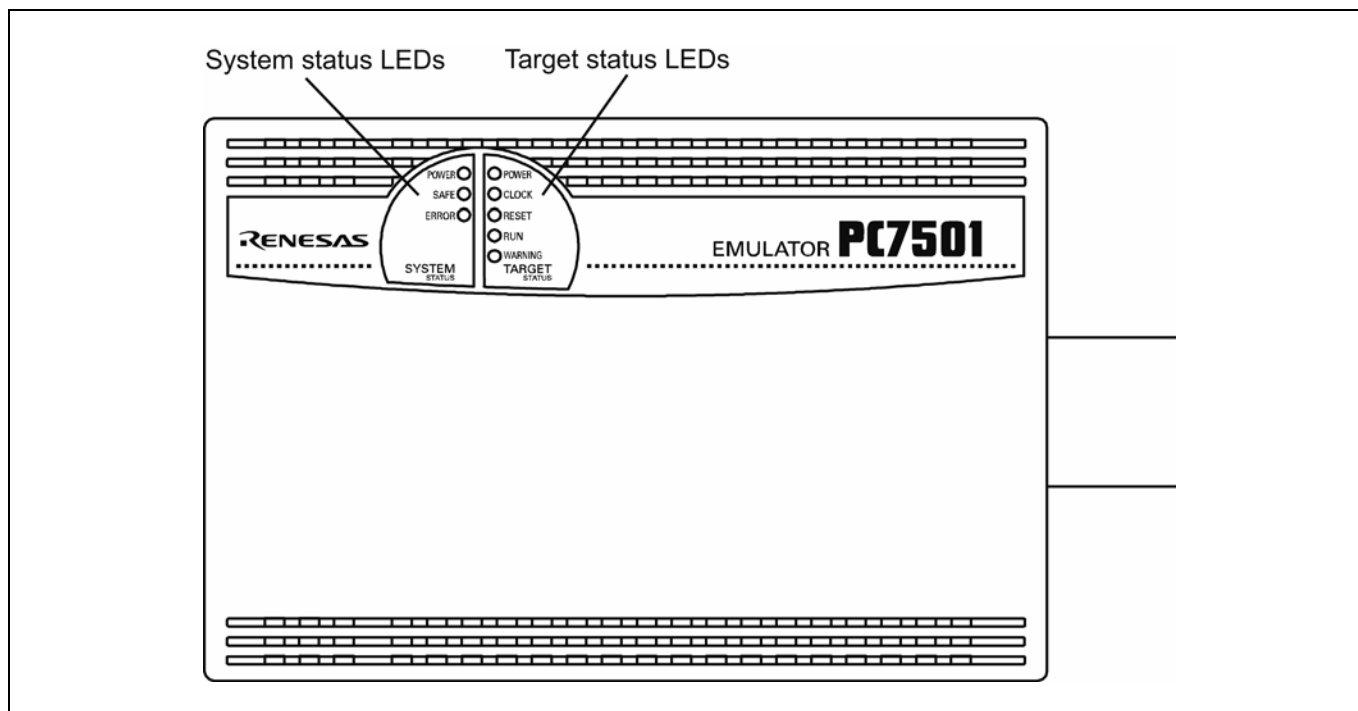 System status LEDs
Target status LEDs
POWER
SAFE
ERROR
SYSTEM
STATUS
POWER
CLOCK
RESET
RUN
WARNING
TARGET
STATUS
RENESAS
EMULATOR PC7501